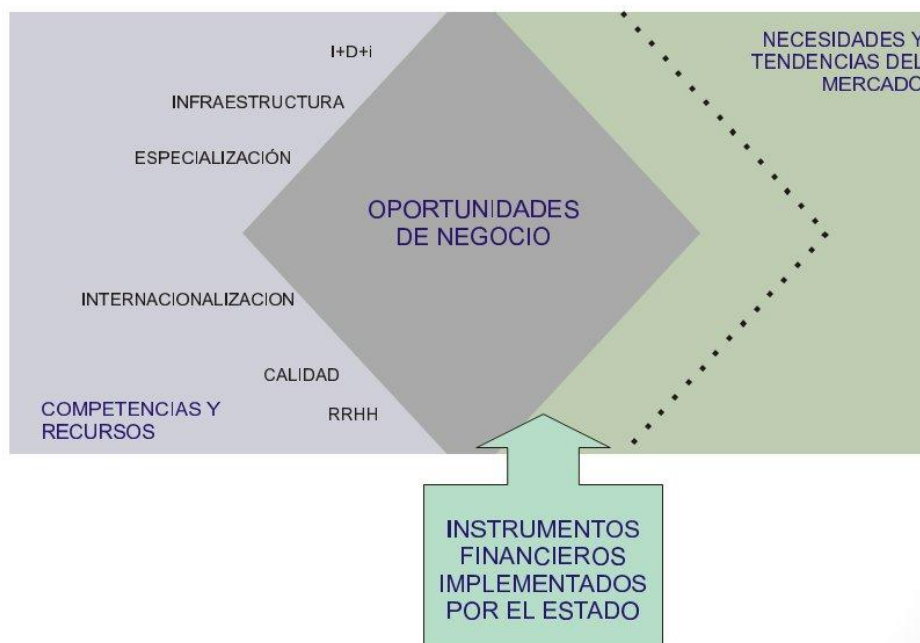 I+D+i
INFRAESTRUCTURA
ESPECIALIZACIÓN
INTERNACIONALIZACION
CALIDAD
RRHH
COMPETENCIAS Y
RECURSOS
OPORTUNIDADES
DE NEGOCIO
NECESIDADES Y
TENDENCIAS DEL
MERCADO
INSTRUMENTOS
FINANCIEROS
IMPLEMENTADOS
POR EL ESTADO